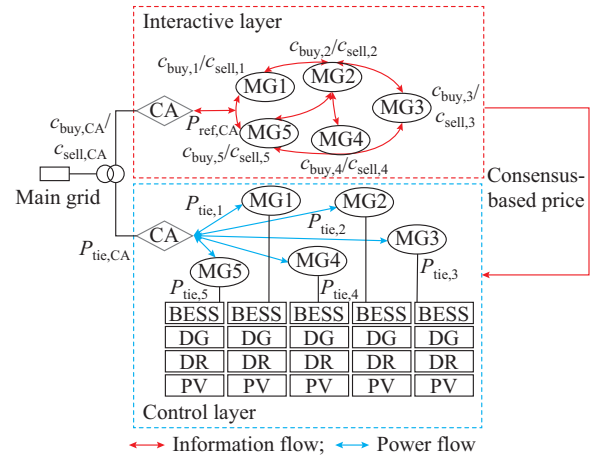 Interactive layer
c_buy,1/c_sell,1
c_buy,2/c_sell,2
MG1
MG2
c_buy,3/
c_sell,3
MG3
CA
P_ref,CA
MG5
MG4
c_buy,5/c_sell,5
c_buy,4/c_sell,4
c_buy,CA/
c_sell,CA
Main grid
P_tie,CA
Consensus-
based price
CA
P_tie,1
MG1
MG2
P_tie,2
MG3
MG5
MG4
P_tie,3
P_tie,5
P_tie,4
BESS BESS BESS BESS BESS
DG DG DG DG DG
DR DR DR DR DR
PV PV PV PV PV
Control layer
Information flow; Power flow